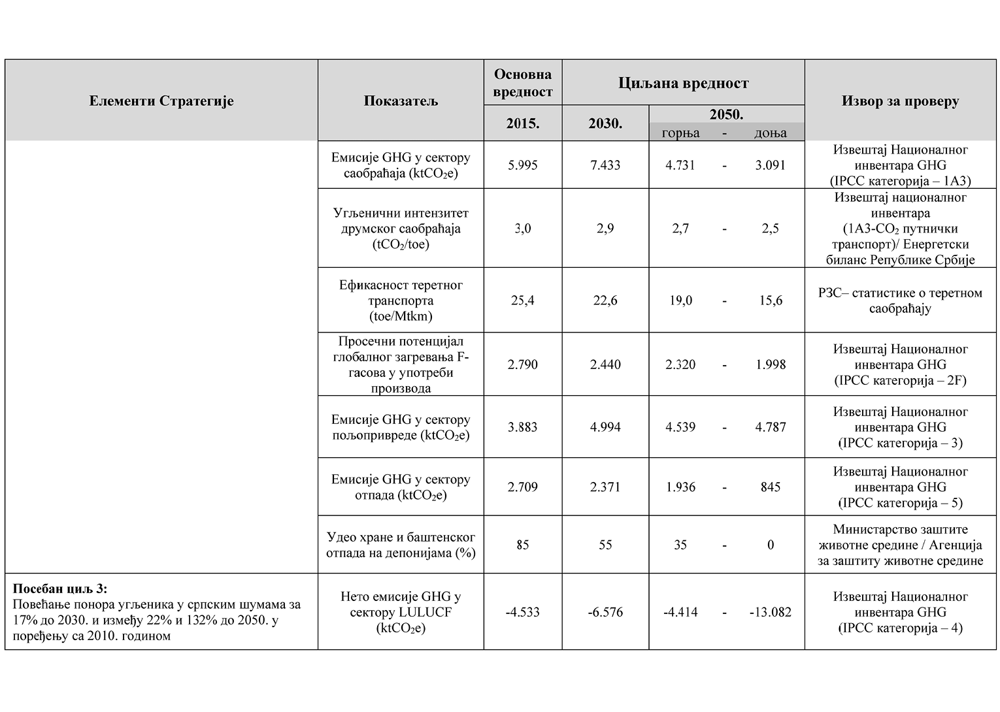 Елементи Стратегије
Показатељ
Основна
вредност
Циљана вредност
Извор за проверу
2015.
2030.
2050.
горња - доња
Емисије GHG у сектору
саобраћаја (ktCO₂e)
5.995
7.433
4.731 - 3.091
Извештај Националног
инвентара GHG
(IPCC категорија – 1A3)
Угљенични интензитет
друмског саобраћаја
(tCO₂/toe)
3,0
2,9
2,7 - 2,5
Извештај националног
инвентара
(1A3-CO₂ путнички
транспорт)/ Енергетски
биланс Републике Србије
Ефикасност теретног
транспорта
(toe/Mtkm)
25,4
22,6
19,0 - 15,6
РЗС– статистике о теретном
саобраћају
Просечни потенцијал
глобалног загревања F-
гасова у употреби
производа
2.790
2.440
2.320 - 1.998
Извештај Националног
инвентара GHG
(IPCC категорија – 2F)
Емисије GHG у сектору
пољопривреде (ktCO₂e)
3.883
4.994
4.539 - 4.787
Извештај Националног
инвентара GHG
(IPCC категорија – 3)
Емисије GHG у сектору
отпада (ktCO₂e)
2.709
2.371
1.936 - 845
Извештај Националног
инвентара GHG
(IPCC категорија – 5)
Удео хране и баштенског
отпада на депонијама (%)
85
55
35 - 0
Министарство заштите
животне средине / Агенција
за заштиту животне средине
Посебан циљ 3:
Повећање понора угљеника у српским шумама за
17% до 2030. и између 22% и 132% до 2050. у
поређењу са 2010. годином
Нето емисије GHG у
сектору LULUCF
(ktCO₂e)
-4.533
-6.576
-4.414 - -13.082
Извештај Националног
инвентара GHG
(IPCC категорија – 4)